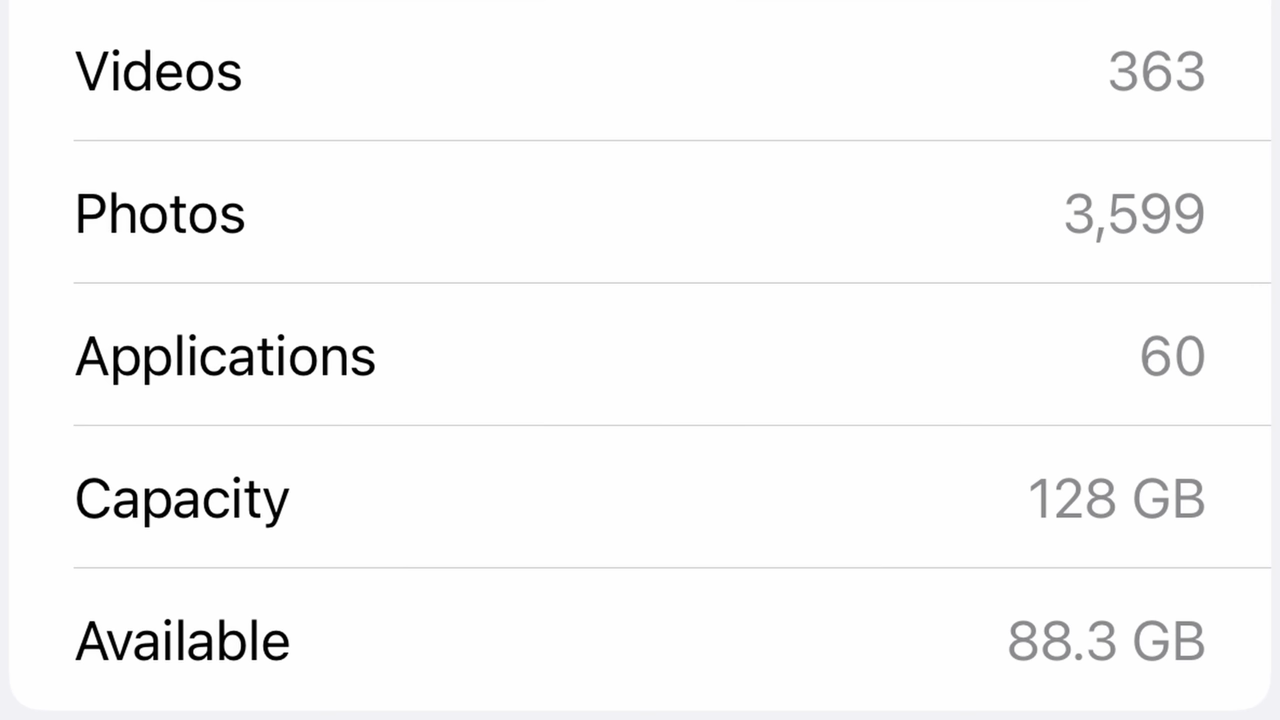 Videos 363
Photos 3,599
Applications 60
Capacity 128 GB
Available 88.3 GB